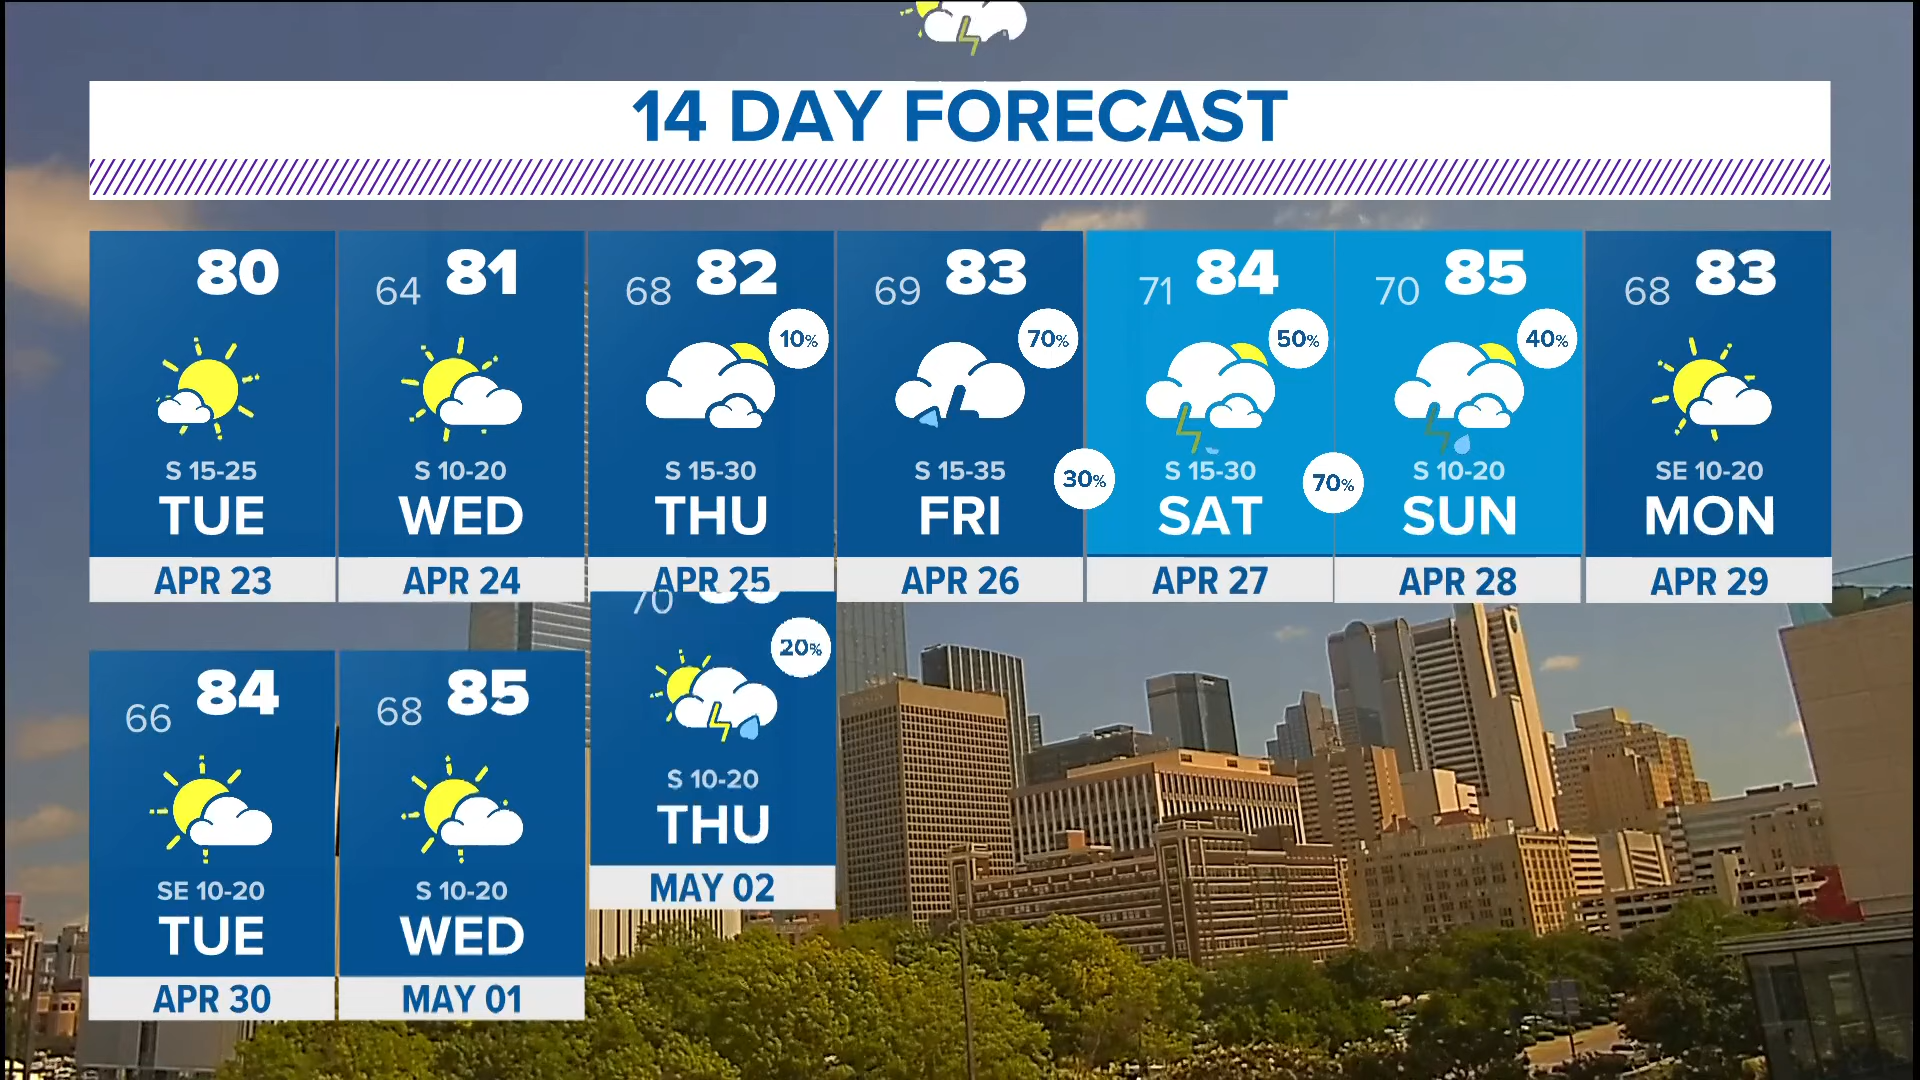 14 DAY FORECAST
80
S 15-25
TUE
APR 23
64 81
S 10-20
WED
APR 24
68 82
10%
S 15-30
THU
APR 25
69 83
70%
S 15-35
FRI
APR 26
30%
71 84
50%
S 15-30
SAT
APR 27
70%
70 85
40%
S 10-20
SUN
APR 28
68 83
SE 10-20
MON
APR 29
66 84
SE 10-20
TUE
APR 30
68 85
S 10-20
WED
MAY 01
70
20%
S 10-20
THU
MAY 02